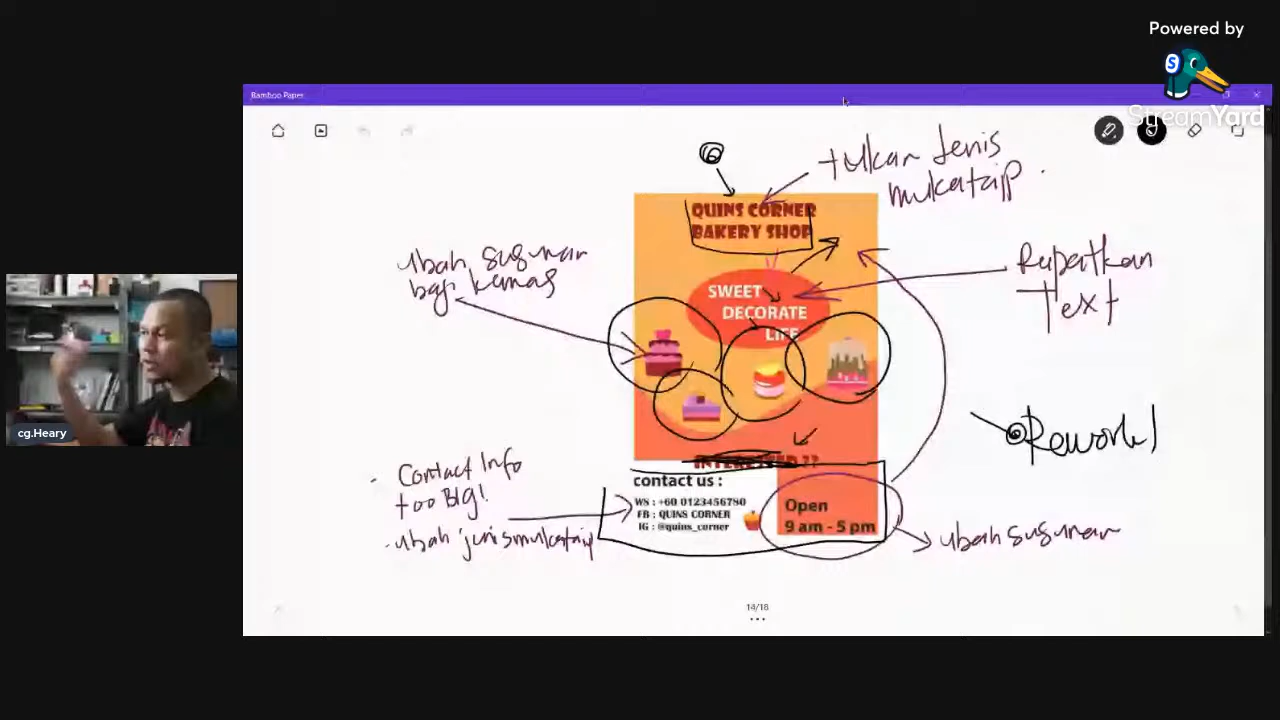 Powered by
StreamYard
Bamboo Paper
tukar Jenis
mukataip
QUINS CORNER
BAKERY SHOP
ubah susunan
bagi kemas
Rapatkan
Text
SWEET
DECORATE
LIFE
cg.Heary
Rework!
INTERESTED ??
Contact Info
too BIG!
contact us :
WS : +60 0123456780
FB : QUINS CORNER
IG : @quins_corner
Open
9 am - 5 pm
ubah jenis mukataip
ubah susunan
14/18